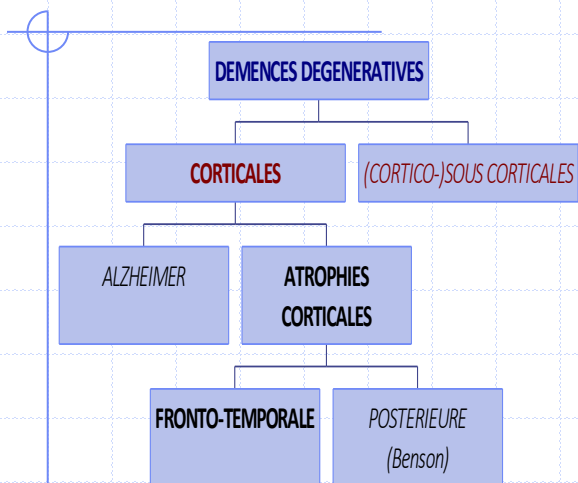 DEMENCES DEGENERATIVES
CORTICALES
(CORTICO-)SOUS CORTICALES
ALZHEIMER
ATROPHIES
CORTICALES
FRONTO-TEMPORALE
POSTERIEURE
(Benson)